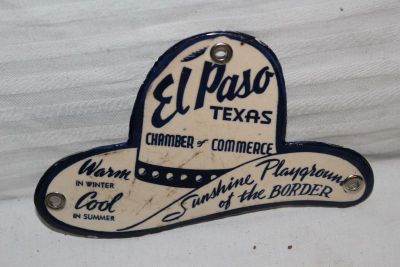 El Paso
TEXAS
CHAMBER of COMMERCE
Warm
IN WINTER
Cool
IN SUMMER
Sunshine Playground
of the BORDER